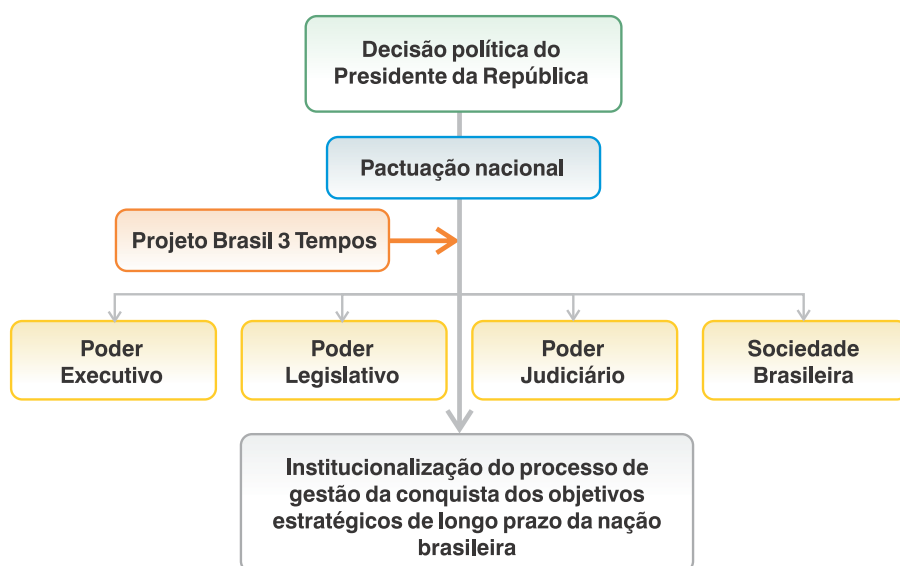 Decisão política do
Presidente da República
Pactuação nacional
Projeto Brasil 3 Tempos
Poder
Executivo
Poder
Legislativo
Poder
Judiciário
Sociedade
Brasileira
Institucionalização do processo de
gestão da conquista dos objetivos
estratégicos de longo prazo da nação
brasileira